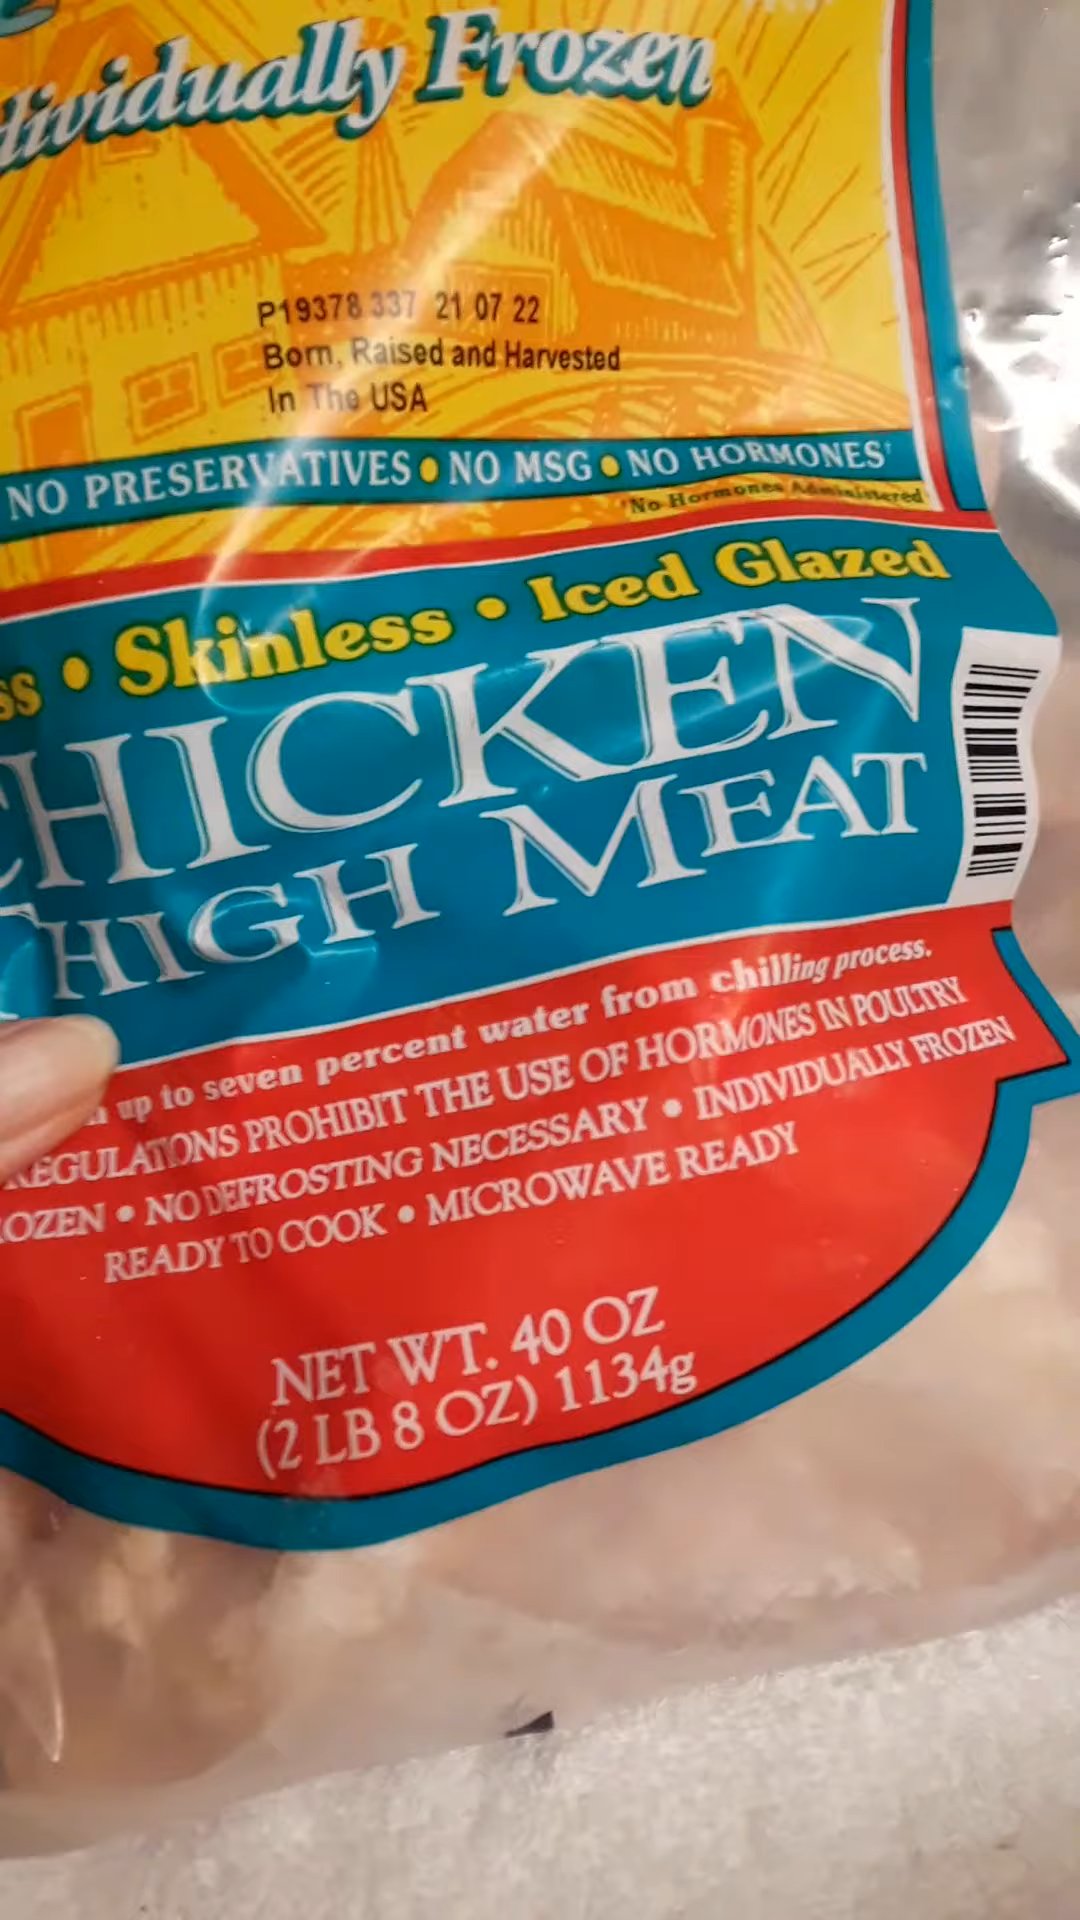 dividually Frozen
P19378 337 21 07 22
Born, Raised and Harvested
In The USA
NO PRESERVATIVES • NO MSG • NO HORMONES†
†No Hormones Administered
ss • Skinless • Iced Glazed
CHICKEN
THIGH MEAT
up to seven percent water from chilling process.
REGULATIONS PROHIBIT THE USE OF HORMONES IN POULTRY
ROZEN • NO DEFROSTING NECESSARY • INDIVIDUALLY FROZEN
READY TO COOK • MICROWAVE READY
NET WT. 40 OZ
(2 LB 8 OZ) 1134g